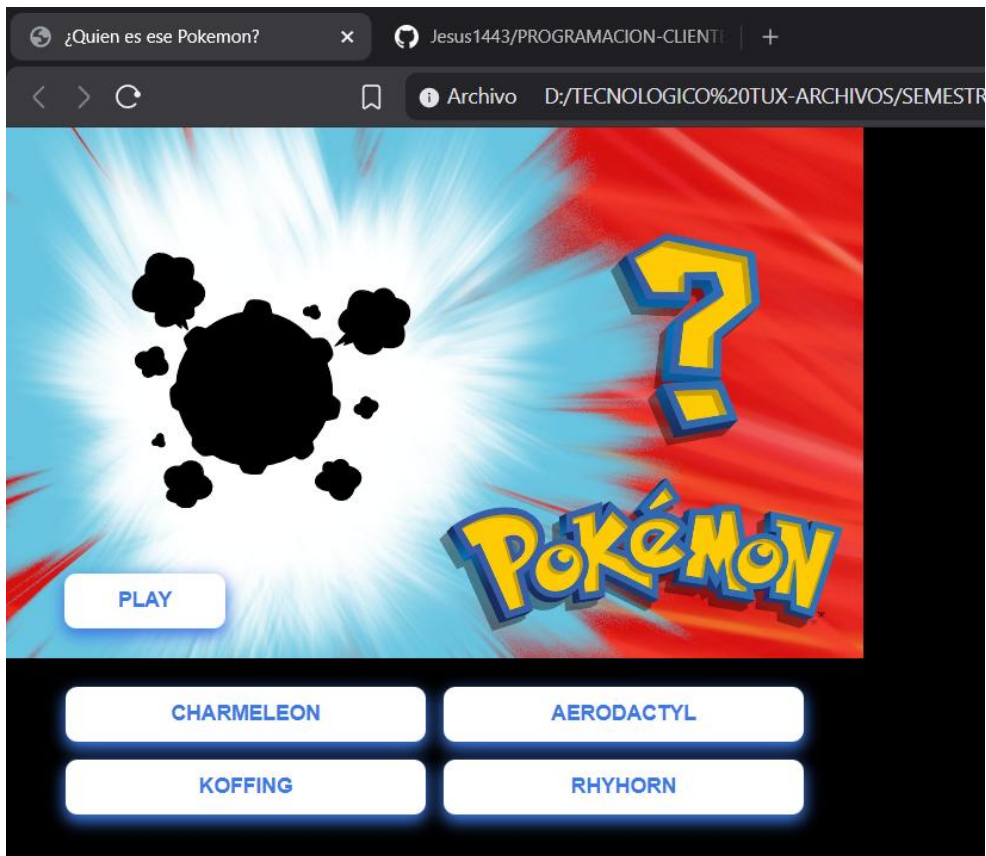 ¿Quien es ese Pokemon?
Jesus1443/PROGRAMACION-CLIENT
Archivo D:/TECNOLOGICO%20TUX-ARCHIVOS/SEMESTR
?
POKéMON
PLAY
CHARMELEON AERODACTYL
KOFFING RHYHORN